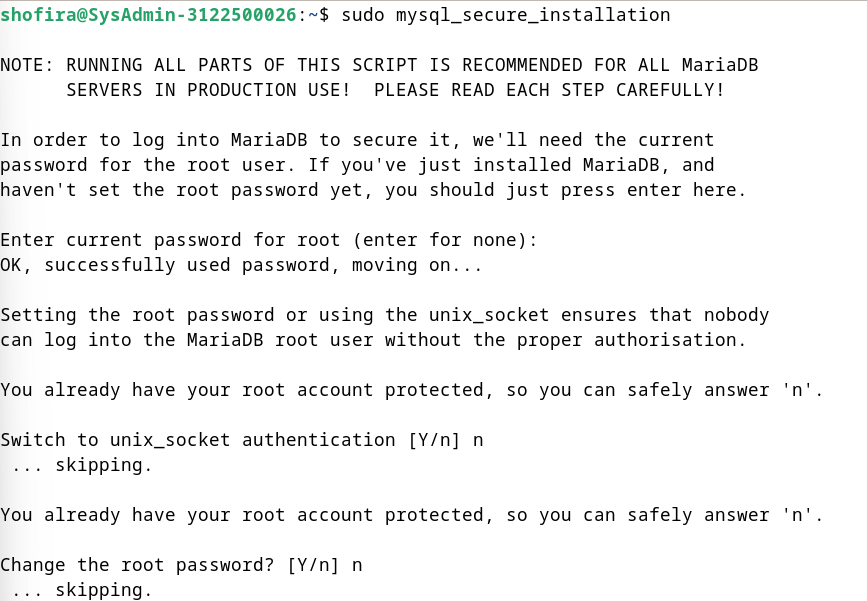 shofira@SysAdmin-3122500026:~$ sudo mysql_secure_installation
NOTE: RUNNING ALL PARTS OF THIS SCRIPT IS RECOMMENDED FOR ALL MariaDB
SERVERS IN PRODUCTION USE!  PLEASE READ EACH STEP CAREFULLY!
In order to log into MariaDB to secure it, we'll need the current
password for the root user. If you've just installed MariaDB, and
haven't set the root password yet, you should just press enter here.
Enter current password for root (enter for none):
OK, successfully used password, moving on...
Setting the root password or using the unix_socket ensures that nobody
can log into the MariaDB root user without the proper authorisation.
You already have your root account protected, so you can safely answer 'n'.
Switch to unix_socket authentication [Y/n] n
... skipping.
You already have your root account protected, so you can safely answer 'n'.
Change the root password? [Y/n] n
... skipping.